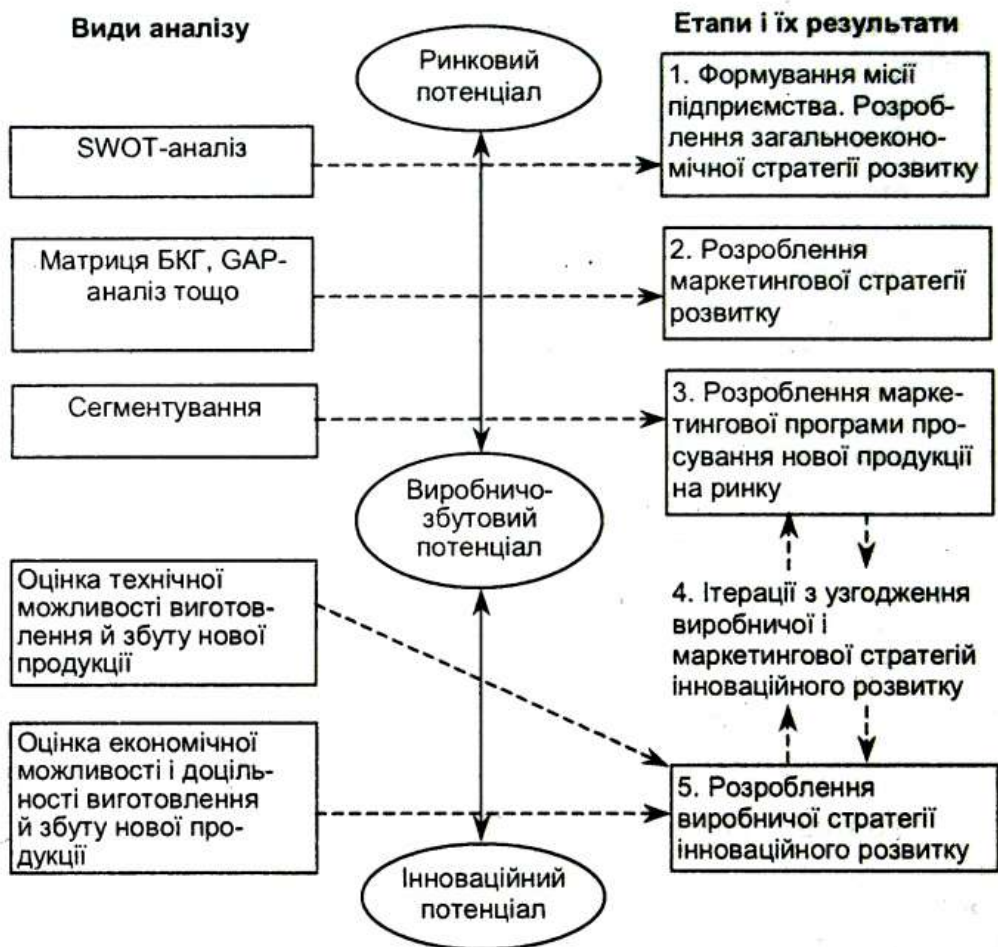 Види аналізу
SWOT-аналіз
Матриця БКГ, GAP-
аналіз тощо
Сегментування
Оцінка технічної
можливості виготов-
лення й збуту нової
продукції
Оцінка економічної
можливості і доціль-
ності виготовлення
й збуту нової про-
дукції
Ринковий
потенціал
Виробничо-
збутовий
потенціал
Інноваційний
потенціал
Етапи і їх результати
1. Формування місії
підприємства. Розроб-
лення загальноеконо-
мічної стратегії розвитку
2. Розроблення
маркетингової стратегії
розвитку
3. Розроблення марке-
тингової програми про-
сування нової продукції
на ринку
4. Ітерації з узгодження
виробничої і
маркетингової стратегій
інноваційного розвитку
5. Розроблення
виробничої стратегії
інноваційного розвитку